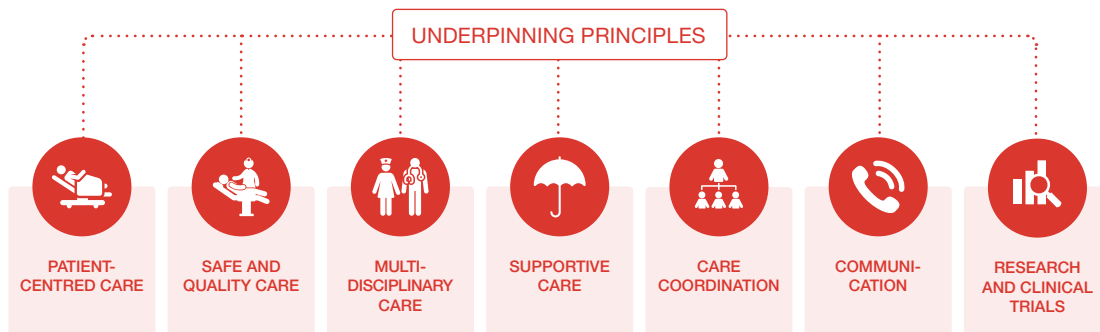 UNDERPINNING PRINCIPLES
PATIENT-
CENTRED CARE
SAFE AND
QUALITY CARE
MULTI-
DISCIPLINARY
CARE
SUPPORTIVE
CARE
CARE
COORDINATION
COMMUNI-
CATION
RESEARCH
AND CLINICAL
TRIALS